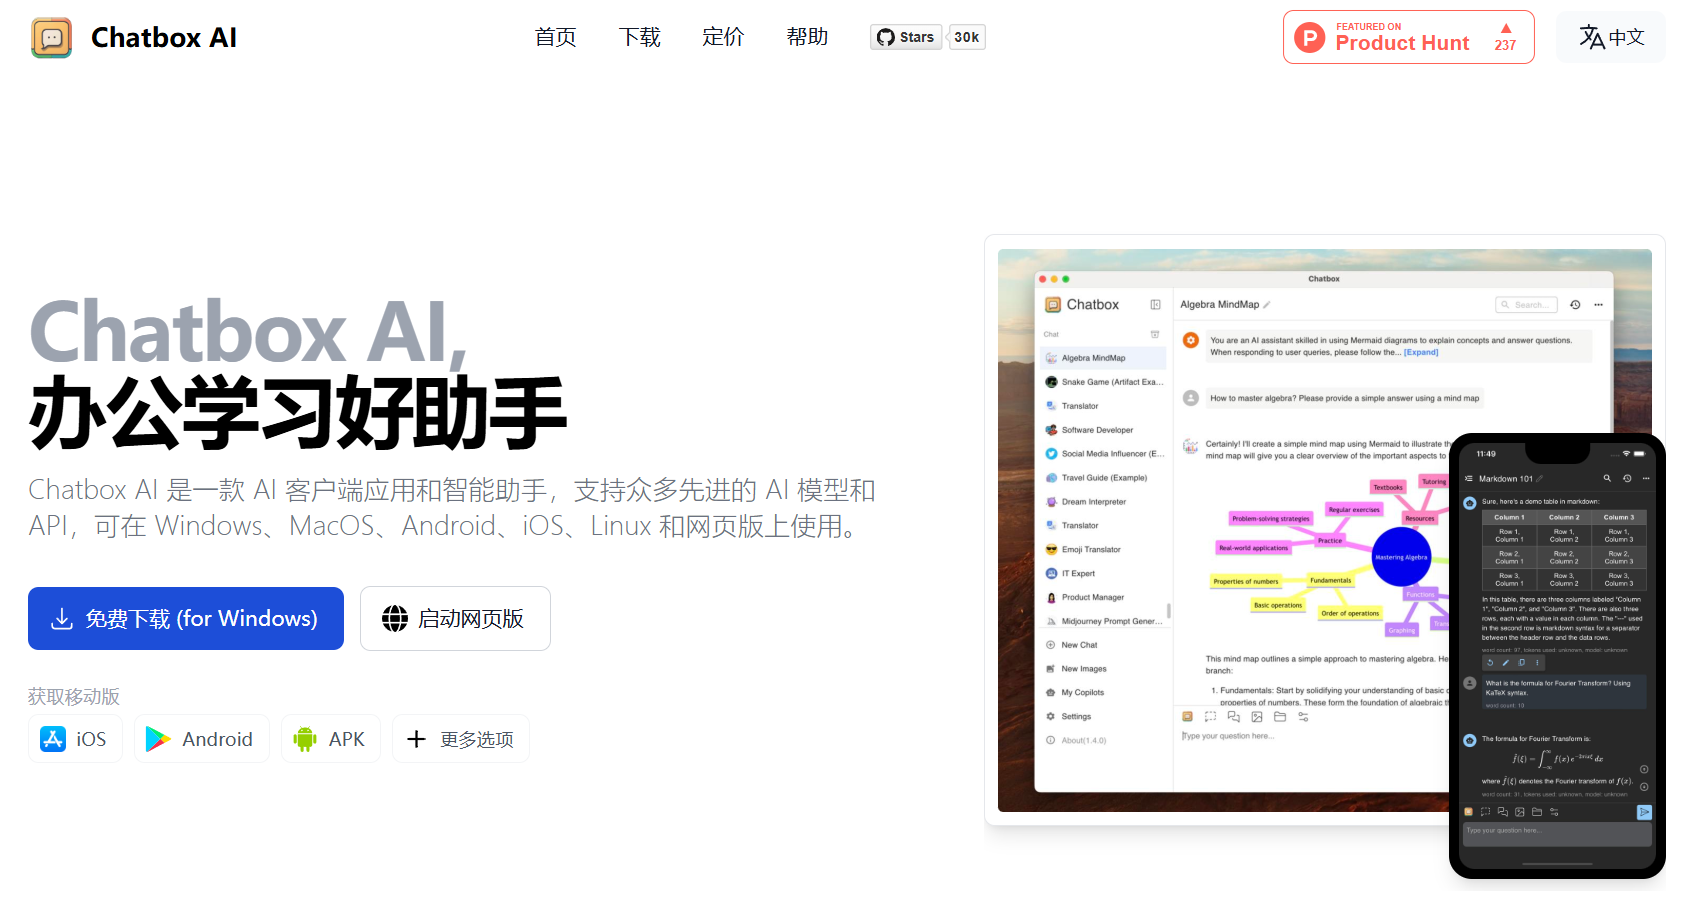 Chatbox AI
首页
下载
定价
帮助
Stars
30k
FEATURED ON
Product Hunt
237
中文
Chatbox AI,
办公学习好助手
Chatbox AI 是一款 AI 客户端应用和智能助手，支持众多先进的 AI 模型和
API，可在 Windows、MacOS、Android、iOS、Linux 和网页版上使用。
免费下载 (for Windows)
启动网页版
获取移动版
iOS
Android
APK
更多选项
Chatbox
Chatbox
Chat
Algebra MindMap
Snake Game (Artifact Exa...
Translator
Software Developer
Social Media Influencer (E...
Travel Guide (Example)
Dream Interpreter
Translator
Emoji Translator
IT Expert
Product Manager
Midjourney Prompt Gener...
New Chat
New Images
My Copilots
Settings
About(1.4.0)
Algebra MindMap
Search...
You are an AI assistant skilled in using Mermaid diagrams to explain concepts and answer questions.
When responding to user queries, please follow the... [Expand]
How to master algebra? Please provide a simple answer using a mind map
Certainly! I'll create a simple mind map using Mermaid to illustrate th
mind map will give you a clear overview of the important aspects to
Textbooks
Tutoring
Regular exercises
Problem-solving strategies
Resources
Practice
Real-world applications
Mastering Algebra
Properties of numbers
Fundamentals
Functions
Basic operations
Order of operations
Graphing
This mind map outlines a simple approach to mastering algebra. He
branch:
1. Fundamentals: Start by solidifying your understanding of basic
properties of numbers. These form the foundation of algebraic
Type your question here...
11:49
Markdown 101
Sure, here's a demo table in markdown:
Column 1 Column 2 Column 3
Row 1, Row 1, Row 1,
Column 1 Column 2 Column 3
Row 2, Row 2, Row 2,
Column 1 Column 2 Column 3
Row 3, Row 3, Row 3,
Column 1 Column 2 Column 3
In this table, there are three columns labeled "Column
1", "Column 2", and "Column 3". There are also three
rows, each with a value in each column. The "---" used
in the second row is markdown syntax for a separator
between the header row and the data rows.
word count: 97, tokens used: unknown, model: unknown
What is the formula for Fourier Transform? Using
KaTeX syntax.
word count: 10
The formula for Fourier Transform is:
f̂(ξ) = ∫_{-∞}^{∞} f(x) e^{-2πixξ} dx
where f̂(ξ) denotes the Fourier transform of f(x).
word count: 31, tokens used: unknown, model: unknown
Type your question here...